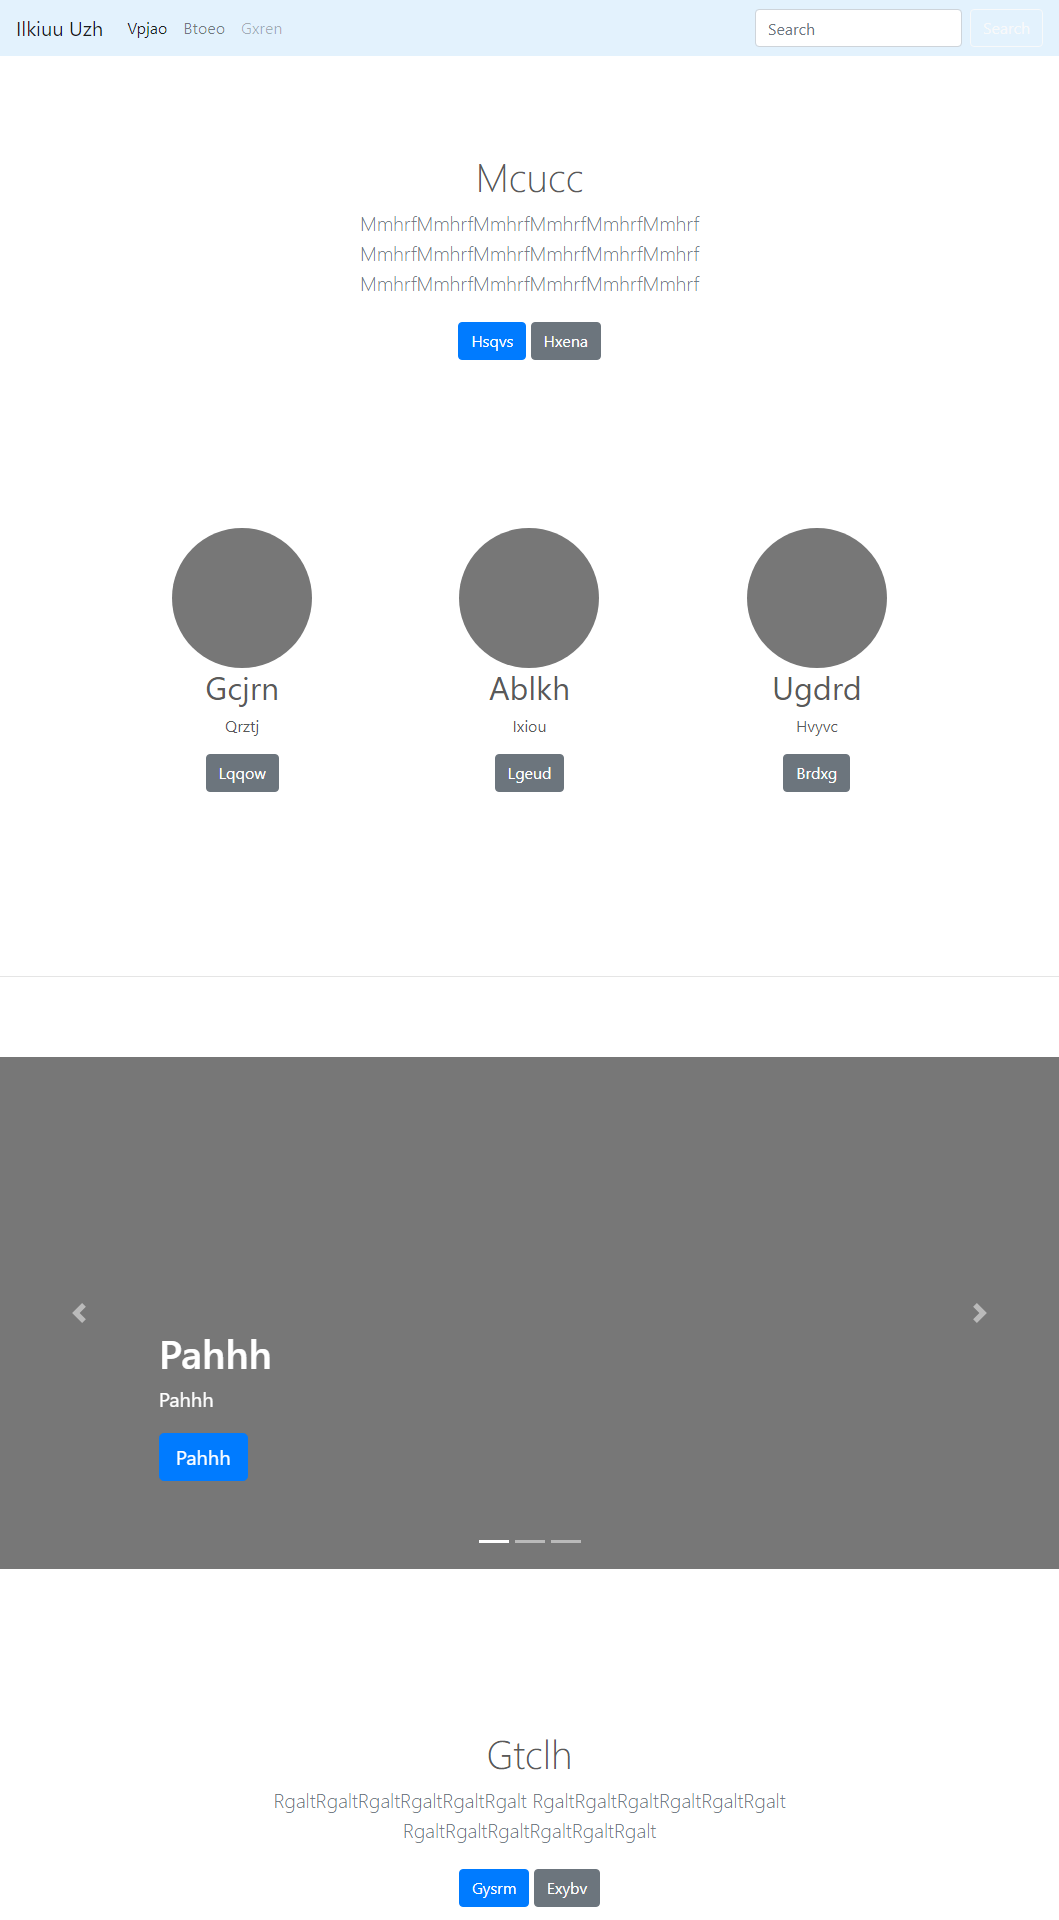 Ilkiuu Uzh Vpjao Btoeo Gxren Search Search
Mcucc
MmhrfMmhrfMmhrfMmhrfMmhrfMmhrf
MmhrfMmhrfMmhrfMmhrfMmhrfMmhrf
MmhrfMmhrfMmhrfMmhrfMmhrfMmhrf
Hsqvs Hxena
Gcjrn Ablkh Ugdrd
Qrztj Ixiou Hvyvc
Lqqow Lgeud Brdxg
Pahhh
Pahhh
Pahhh
Gtclh
RgaltRgaltRgaltRgaltRgaltRgalt RgaltRgaltRgaltRgaltRgaltRgalt
RgaltRgaltRgaltRgaltRgaltRgalt
Gysrm Exybv